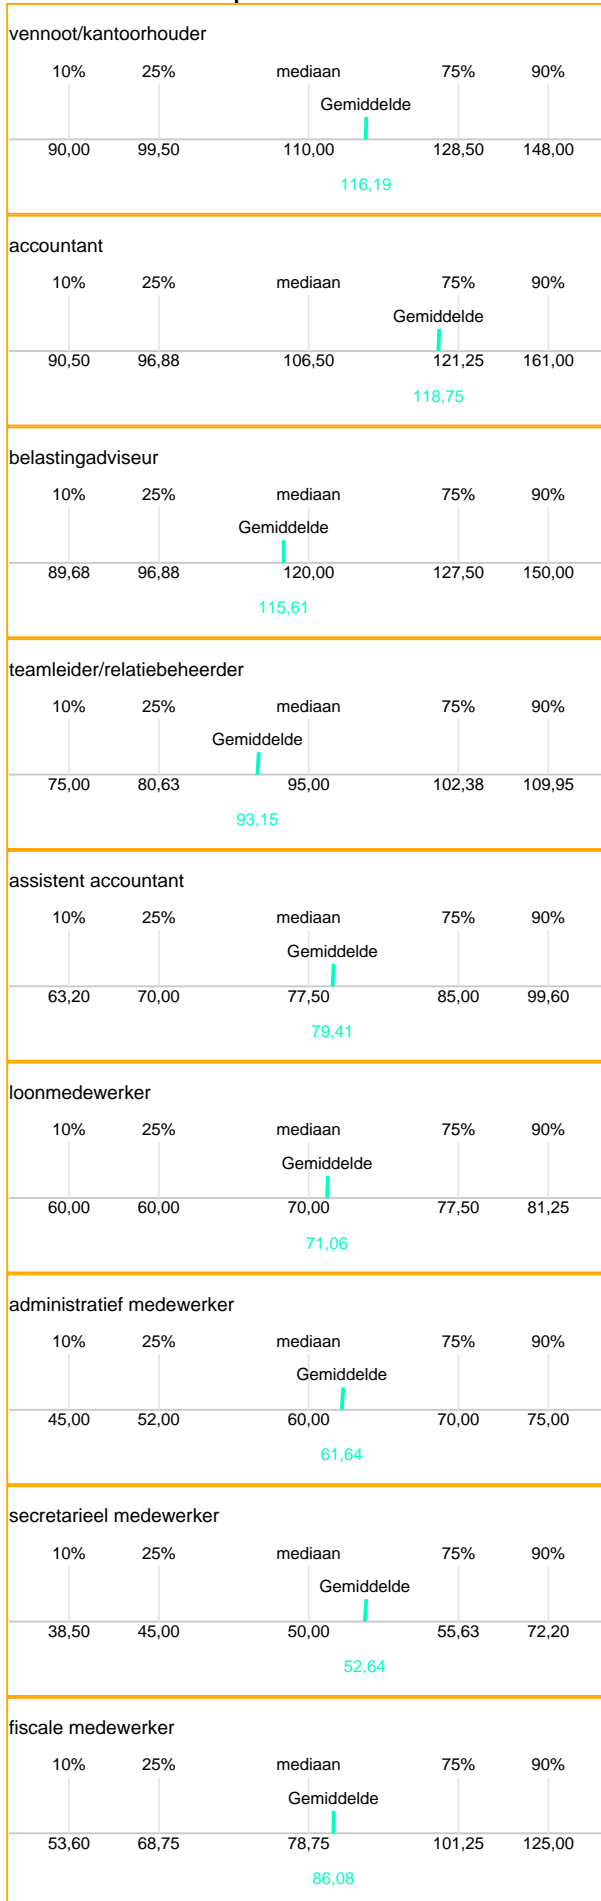 vennoot/kantoorhouder
10% 25% mediaan 75% 90%
Gemiddelde
90,00 99,50 110,00 128,50 148,00
116,19
accountant
10% 25% mediaan 75% 90%
Gemiddelde
90,50 96,88 106,50 121,25 161,00
118,75
belastingadviseur
10% 25% mediaan 75% 90%
Gemiddelde
89,68 96,88 120,00 127,50 150,00
115,61
teamleider/relatiebeheerder
10% 25% mediaan 75% 90%
Gemiddelde
75,00 80,63 95,00 102,38 109,95
93,15
assistent accountant
10% 25% mediaan 75% 90%
Gemiddelde
63,20 70,00 77,50 85,00 99,60
79,41
loonmedewerker
10% 25% mediaan 75% 90%
Gemiddelde
60,00 60,00 70,00 77,50 81,25
71,06
administratief medewerker
10% 25% mediaan 75% 90%
Gemiddelde
45,00 52,00 60,00 70,00 75,00
61,64
secretarieel medewerker
10% 25% mediaan 75% 90%
Gemiddelde
38,50 45,00 50,00 55,63 72,20
52,64
fiscale medewerker
10% 25% mediaan 75% 90%
Gemiddelde
53,60 68,75 78,75 101,25 125,00
86,08